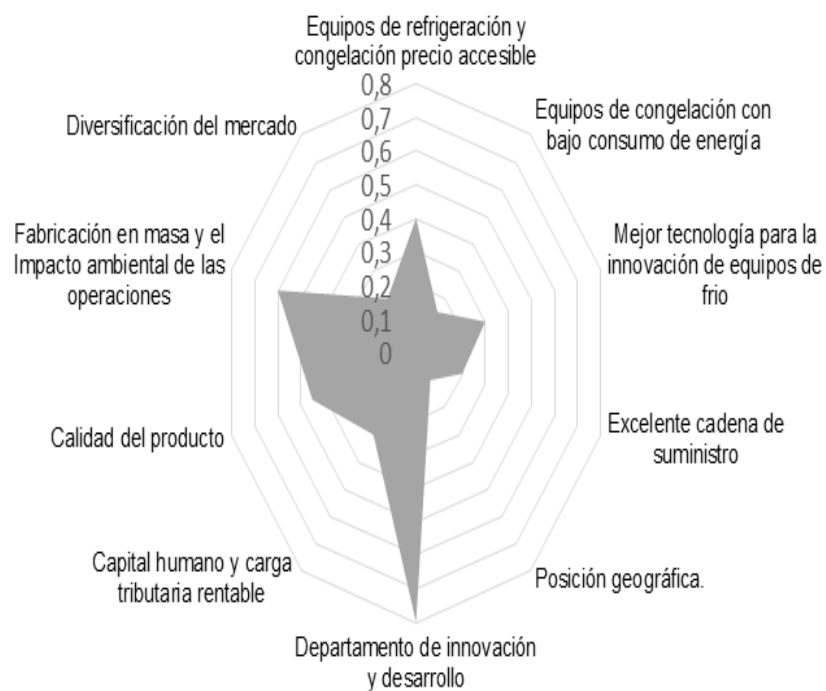 Equipos de refrigeración y
congelación precio accesible
0,8
0,7
0,6
0,5
0,4
0,3
0,2
0,1
0
Equipos de congelación con
bajo consumo de energía
Mejor tecnología para la
innovación de equipos de
frio
Excelente cadena de
suministro
Posición geográfica.
Departamento de innovación
y desarrollo
Capital humano y carga
tributaria rentable
Calidad del producto
Fabricación en masa y el
Impacto ambiental de las
operaciones
Diversificación del mercado